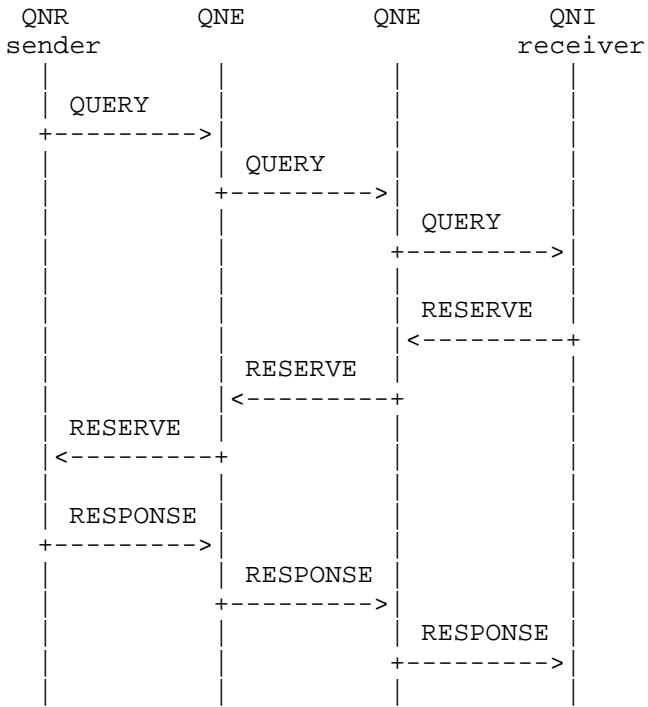 QNR QNE QNE QNI
sender receiver
QUERY
QUERY
QUERY
RESERVE
RESERVE
RESERVE
RESPONSE
RESPONSE
RESPONSE